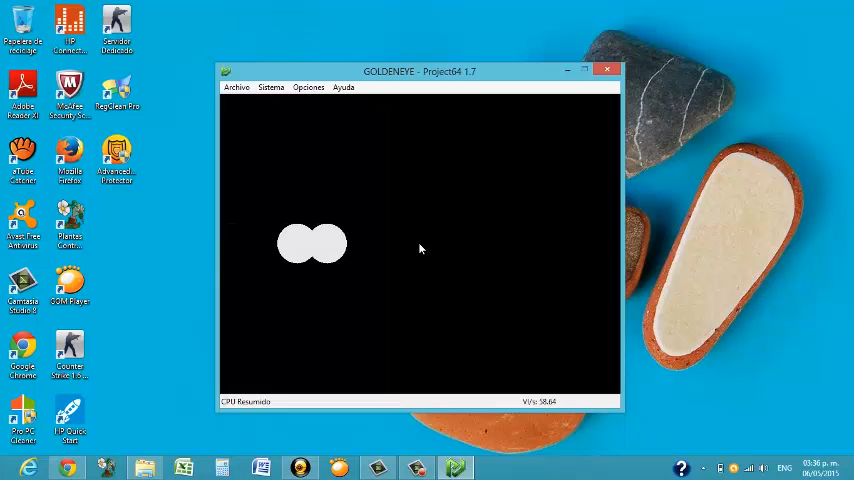 Papelera de
reciclaje
HP
Connect...
Servidor
Dedicado
Adobe
Reader XI
McAfee
Security Se...
RegClean Pro
aTube
Catcher
Mozilla
Firefox
Advanced...
Protector
Avast Free
Antivirus
Plantas
Contr...
Camtasia
Studio 8
GOM Player
Google
Chrome
Counter
Strike 1.6 ...
Pro PC
Cleaner
HP Quick
Start
GOLDENEYE - Project64 1.7
Archivo Sistema Opciones Ayuda
CPU Resumido
VI/s: 58.64
ENG
03:36 p. m.
06/05/2015